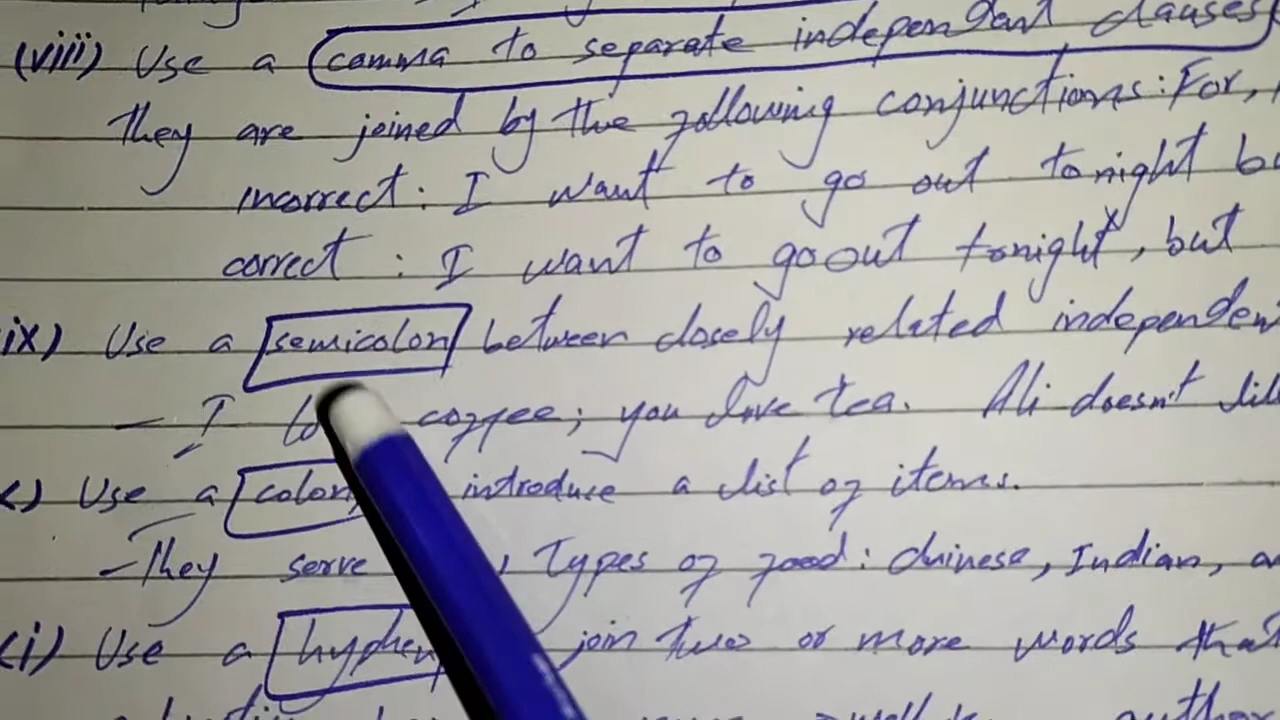 (viii) Use a comma to separate independent clauses
They are joined by the following conjunctions: For,
incorrect: I want to go out tonight
correct : I want to go out tonight, but
ix) Use a semicolon between closely related
- I coffee; you love tea. Ali doesn't
Use a colon introduce a list of items.
- They serve types of food: Chinese, Indian,
Use a hyphen join two or more words